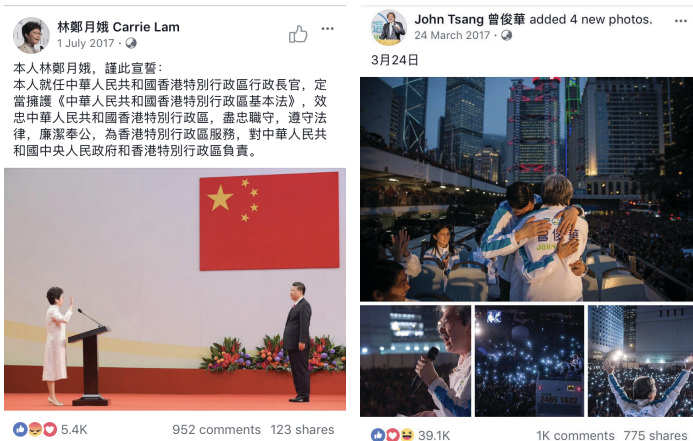 林鄭月娥 Carrie Lam
1 July 2017 ·
本人林鄭月娥，謹此宣誓：
本人就任中華人民共和國香港特別行政區行政長官，定
當擁護《中華人民共和國香港特別行政區基本法》，效
忠中華人民共和國香港特別行政區，盡忠職守，遵守法
律，廉潔奉公，為香港特別行政區服務，對中華人民共
和國中央人民政府和香港特別行政區負責。
5.4K
952 comments 123 shares
John Tsang 曾俊華 added 4 new photos.
24 March 2017 ·
3月24日
曾俊華
JOHN
2465 1822
39.1K
1K comments 775 shares